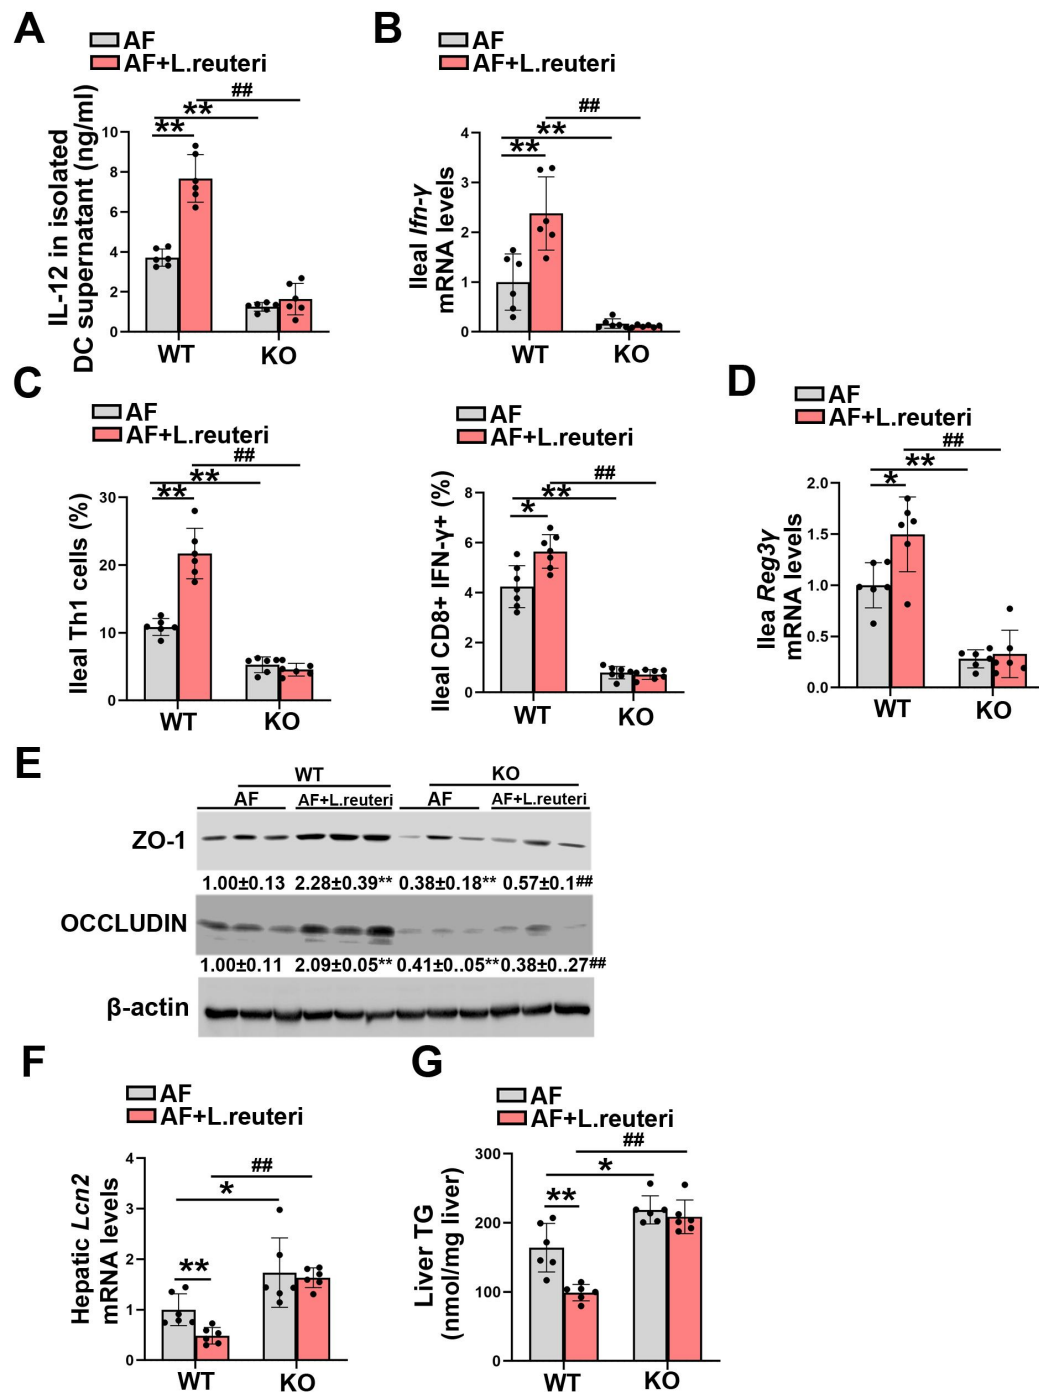 A
AF
AF+L.reuteri
IL-12 in isolated
DC supernatant (ng/ml)
##
**
**
10
8
6
4
2
0
WT
KO
B
AF
AF+L.reuteri
Ileal Ifn-γ
mRNA levels
##
**
**
4
3
2
1
0
WT
KO
C
AF
AF+L.reuteri
Ileal Th1 cells (%)
##
**
**
30
20
10
0
WT
KO
AF
AF+L.reuteri
Ileal CD8+ IFN-γ+ (%)
##
**
*
8
6
4
2
0
WT
KO
D
AF
AF+L.reuteri
Ilea Reg3γ
mRNA levels
##
**
*
2.0
1.5
1.0
0.5
0.0
WT
KO
E
WT KO
AF AF+L.reuteri AF AF+L.reuteri
ZO-1
1.00±0.13 2.28±0.39** 0.38±0.18** 0.57±0.1##
OCCLUDIN
1.00±0.11 2.09±0.05** 0.41±0..05** 0.38±0..27##
β-actin
F
AF
AF+L.reuteri
Hepatic Lcn2
mRNA levels
##
*
**
4
3
2
1
0
WT
KO
G
AF
AF+L.reuteri
Liver TG
(nmol/mg liver)
##
*
**
300
200
100
0
WT
KO